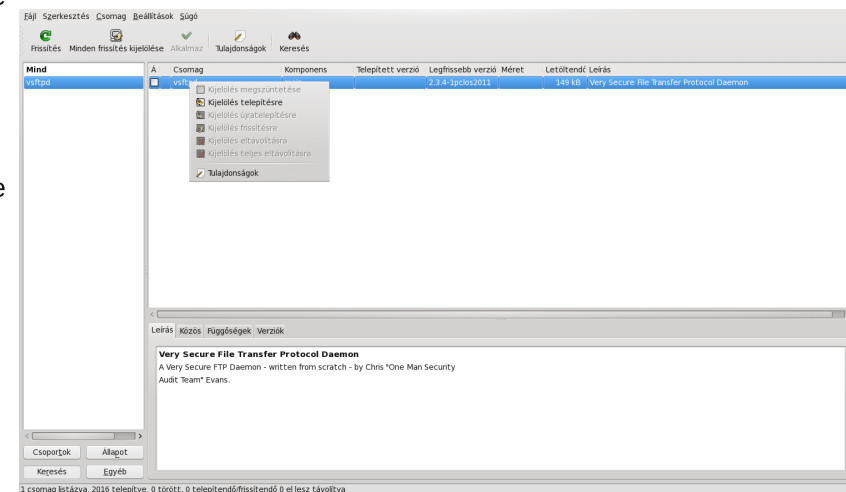 Fájl Szerkesztés Csomag Beállítások Súgó
Frissítés Minden frissítés kijelölése Alkalmaz Tulajdonságok Keresés
Mind
vsftpd
Á Csomag Komponens Telepített verzió Legfrissebb verzió Méret Letöltendő Leírás
2.3.4-1pclos2011 149 kB Very Secure File Transfer Protocol Daemon
Kijelölés megszüntetése
Kijelölés telepítésre
Kijelölés újratelepítésre
Kijelölés frissítésre
Kijelölés eltávolításra
Kijelölés teljes eltávolításra
Tulajdonságok
e
Leírás Közös Függőségek Verziók
Very Secure File Transfer Protocol Daemon
A Very Secure FTP Daemon - written from scratch - by Chris "One Man Security
Audit Team" Evans.
Csoportok Állapot
Keresés Egyéb
1 csomag listázva, 2016 telepítve, 0 törött, 0 telepítendő/frissítendő 0 el lesz távolítva